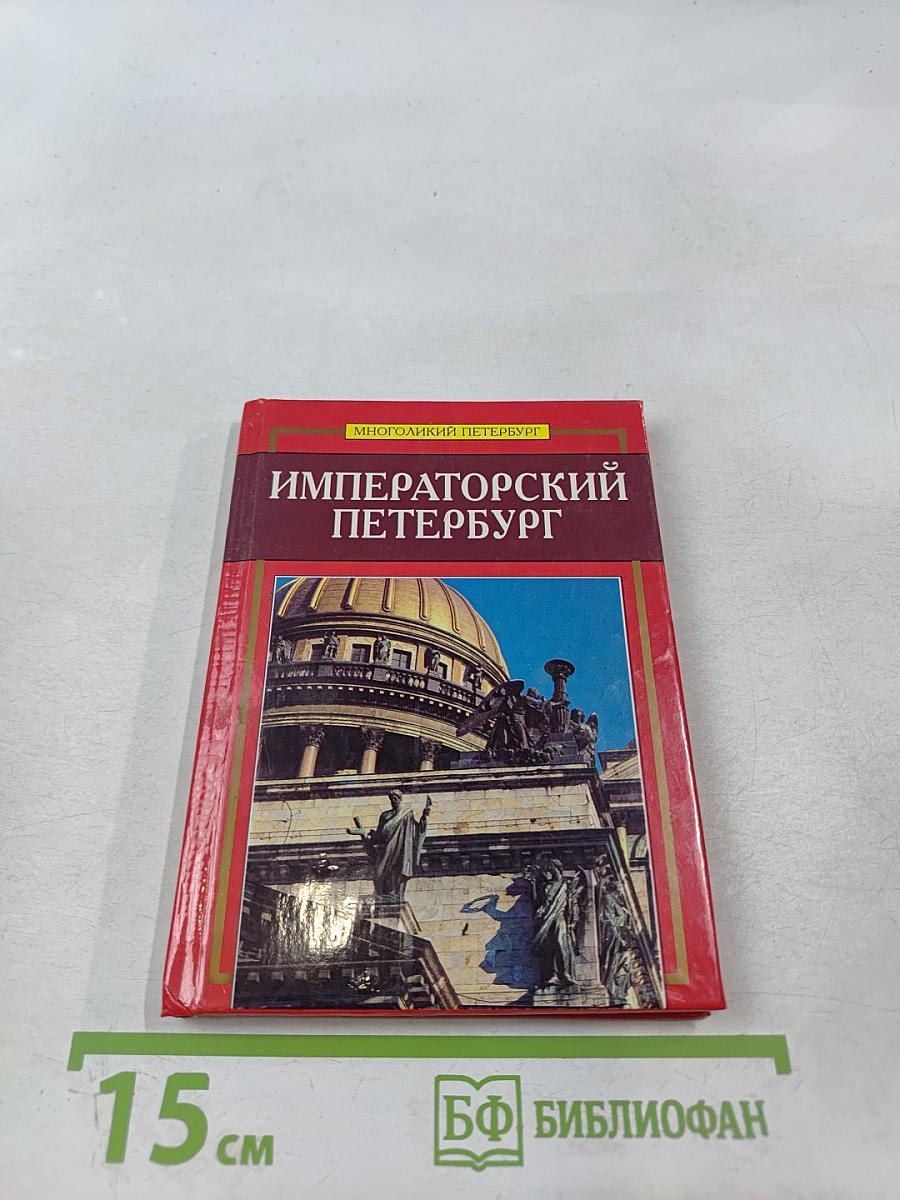 МНОГОЛИКИЙ ПЕТЕРБУРГ
ИМПЕРАТОРСКИЙ
ПЕТЕРБУРГ
15 см
БФ БИБЛИОФАН